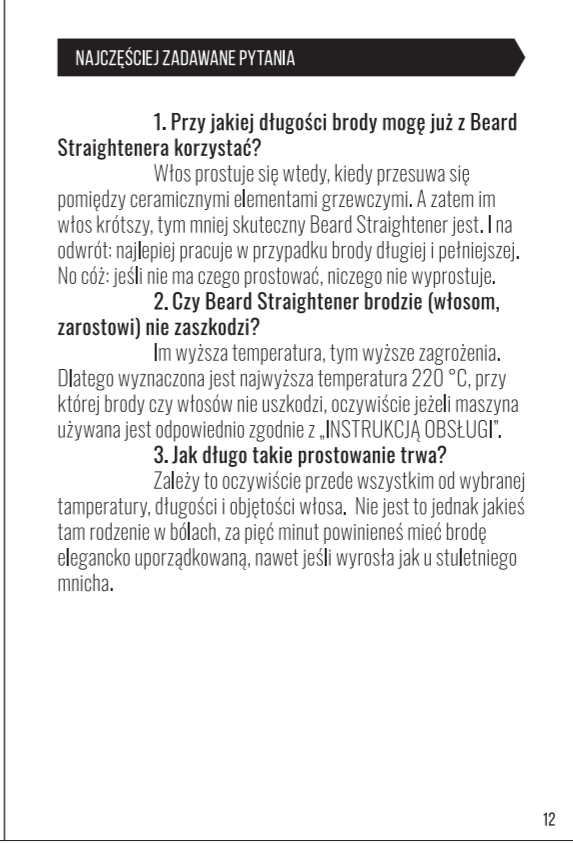 NAJCZĘŚCIEJ ZADAWANE PYTANIA
1. Przy jakiej długości brody mogę już z Beard
Straightenera korzystać?
Włos prostuje się wtedy, kiedy przesuwa się
pomiędzy ceramicznymi elementami grzewczymi. A zatem im
włos krótszy, tym mniej skuteczny Beard Straightener jest. I na
odwrót: najlepiej pracuje w przypadku brody długiej i pełniejszej.
No cóż: jeśli nie ma czego prostować, niczego nie wyprostuje.
2. Czy Beard Straightener brodzie (włosom,
zarostowi) nie zaszkodzi?
Im wyższa temperatura, tym wyższe zagrożenia.
Dlatego wyznaczona jest najwyższa temperatura 220 °C, przy
której brody czy włosów nie uszkodzi, oczywiście jeżeli maszyna
używana jest odpowiednio zgodnie z „INSTRUKCJĄ OBSŁUGI”.
3. Jak długo takie prostowanie trwa?
Zależy to oczywiście przede wszystkim od wybranej
tamperatury, długości i objętości włosa. Nie jest to jednak jakieś
tam rodzenie w bólach, za pięć minut powinieneś mieć brodę
elegancko uporządkowaną, nawet jeśli wyrosła jak u stuletniego
mnicha.
12